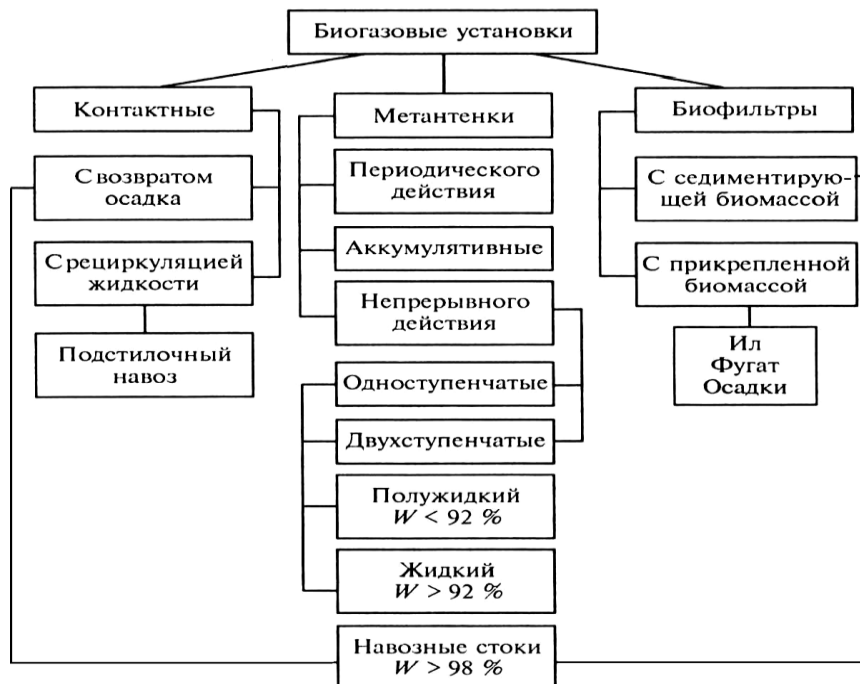 Биогазовые установки
Контактные
С возвратом
осадка
С рециркуляцией
жидкости
Подстилочный
навоз
Метантенки
Периодического
действия
Аккумулятивные
Непрерывного
действия
Одноступенчатые
Двухступенчатые
Полужидкий
W < 92 %
Жидкий
W > 92 %
Навозные стоки
W > 98 %
Биофильтры
С седиментирую-
щей биомассой
С прикрепленной
биомассой
Ил
Фугат
Осадки